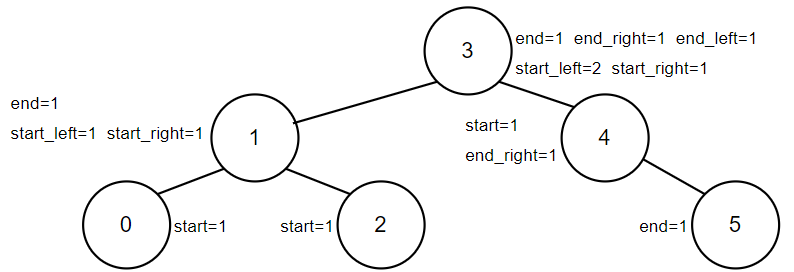 3
end=1 end_right=1 end_left=1
start_left=2 start_right=1
end=1
start_left=1 start_right=1
1
start=1
end_right=1
4
0
start=1
start=1
2
end=1
5